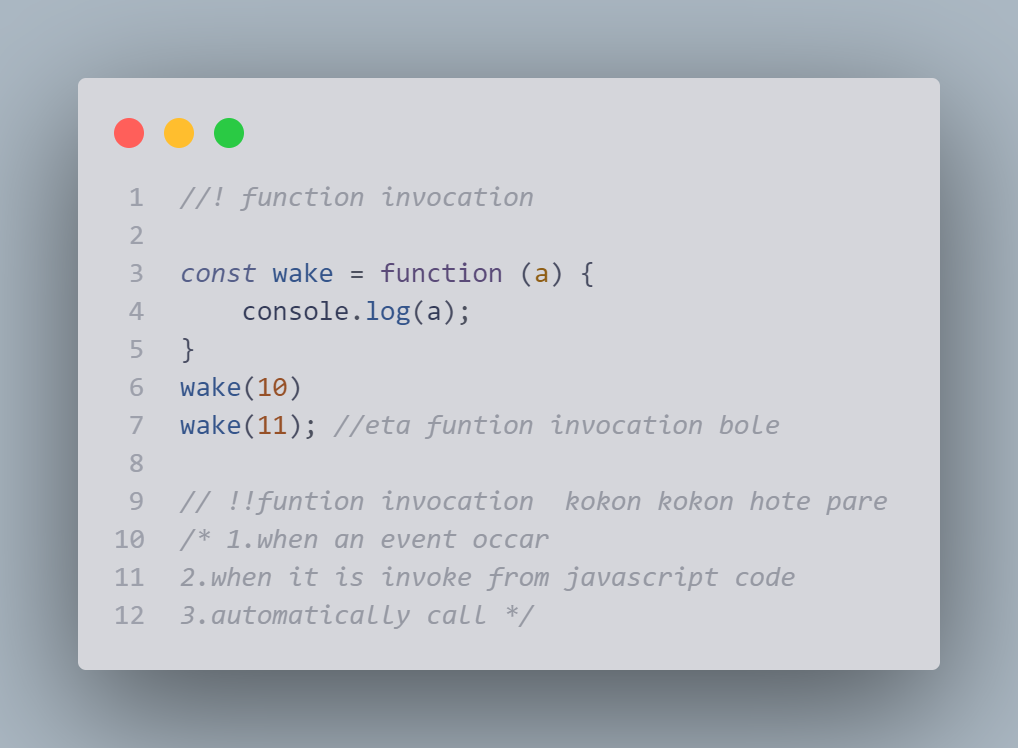 1 //! function invocation
2
3 const wake = function (a) {
4     console.log(a);
5 }
6 wake(10)
7 wake(11); //eta funtion invocation bole
8
9 // !!funtion invocation  kokon kokon hote pare
10 /* 1.when an event occar
11 2.when it is invoke from javascript code
12 3.automatically call */